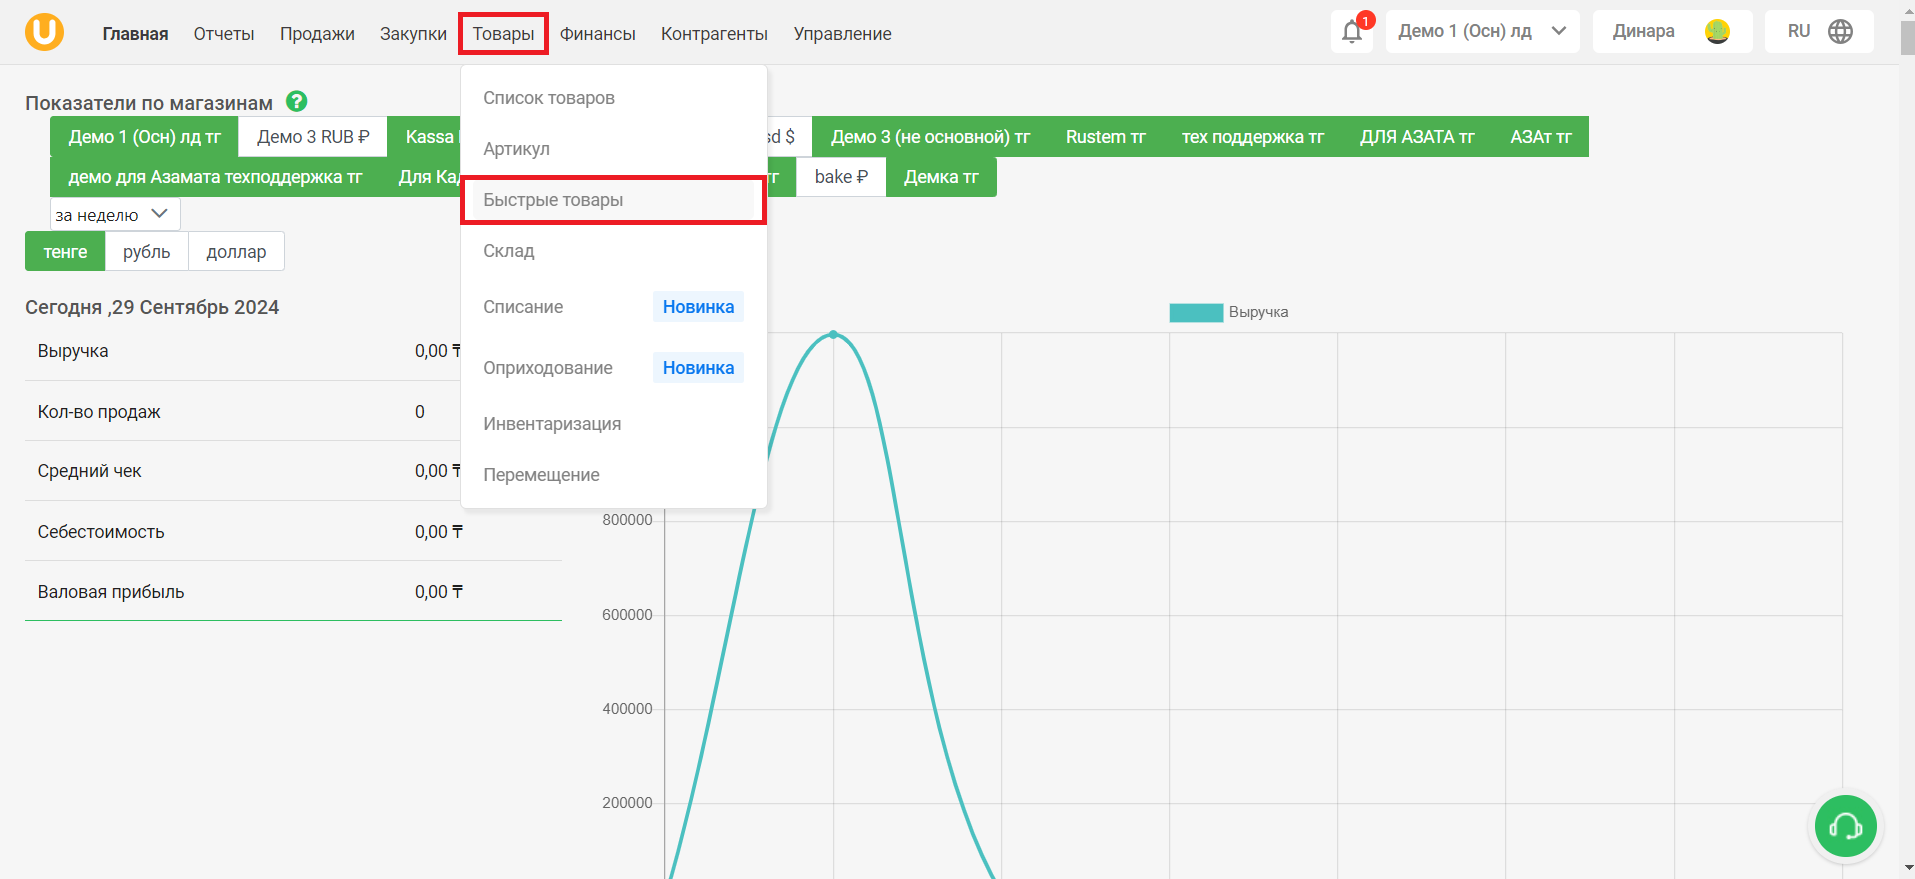 Главная Отчеты Продажи Закупки Товары Финансы Контрагенты Управление 1 Демо 1 (Осн) лд Динара RU
Список товаров
Артикул
Быстрые товары
Склад
Списание Новинка
Оприходование Новинка
Инвентаризация
Перемещение
Показатели по магазинам ?
Демо 1 (Осн) лд тг Демо 3 RUB ₽ Kassa $ Демо 3 (не основной) тг Rustem тг тех поддержка тг ДЛЯ АЗАТА тг АЗАт тг
демо для Азамата техподдержка тг Для bake ₽ Демка тг
за неделю
тенге рубль доллар
Сегодня ,29 Сентябрь 2024
Выручка 0,00 ₸
Кол-во продаж 0
Средний чек 0,00 ₸
Себестоимость 0,00 ₸
Валовая прибыль 0,00 ₸
Выручка
800000
600000
400000
200000